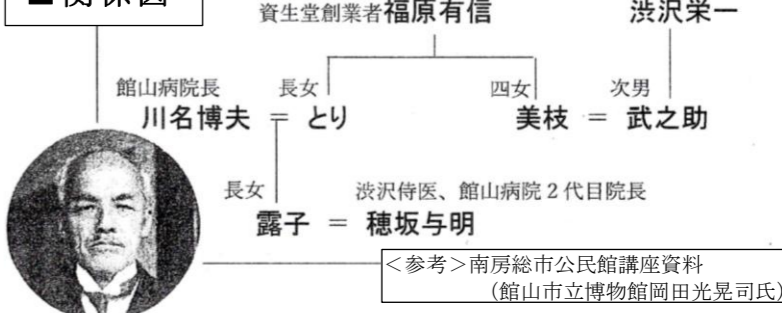 ■関係図
資生堂創業者福原有信 渋沢栄一
館山病院長 長女 四女 次男
川名博夫 = とり 美枝 = 武之助
長女 渋沢侍医、館山病院2代目院長
露子 = 穂坂与明
<参考>南房総市公民館講座資料
(館山市立博物館岡田光晃司氏)